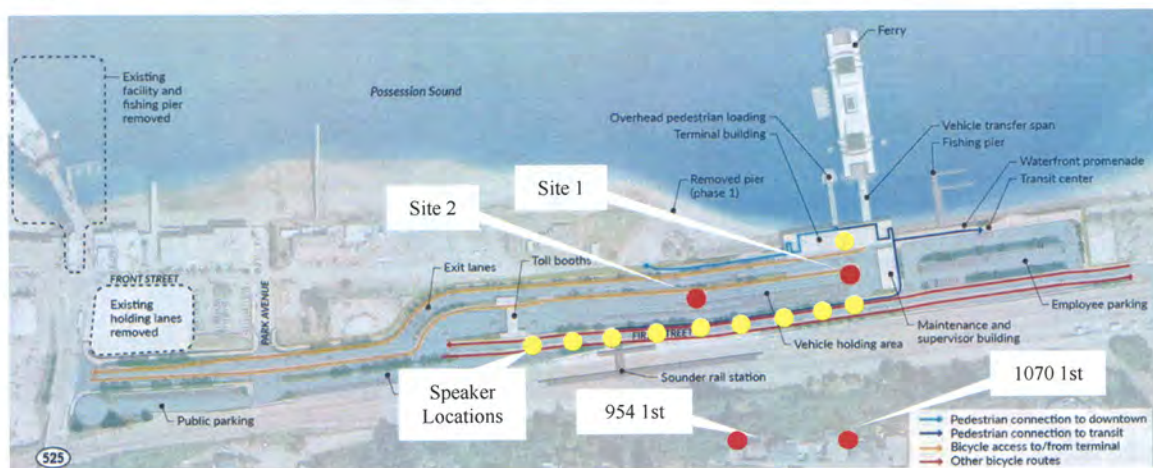 Existing
facility and
fishing pier
removed
Possession Sound
Ferry
Overhead pedestrian loading
Terminal building
Vehicle transfer span
Fishing pier
Waterfront promenade
Transit center
Site 1
Removed pier
(phase 1)
Site 2
FRONT STREET
Existing
holding lanes
removed
PARK AVENUE
Exit lanes
Toll booths
Employee parking
Maintenance and
supervisor building
Vehicle holding area
Sounder rail station
Speaker
Locations
Public parking
954 1st
1070 1st
Pedestrian connection to downtown
Pedestrian connection to transit
Bicycle access to/from terminal
Other bicycle routes
525